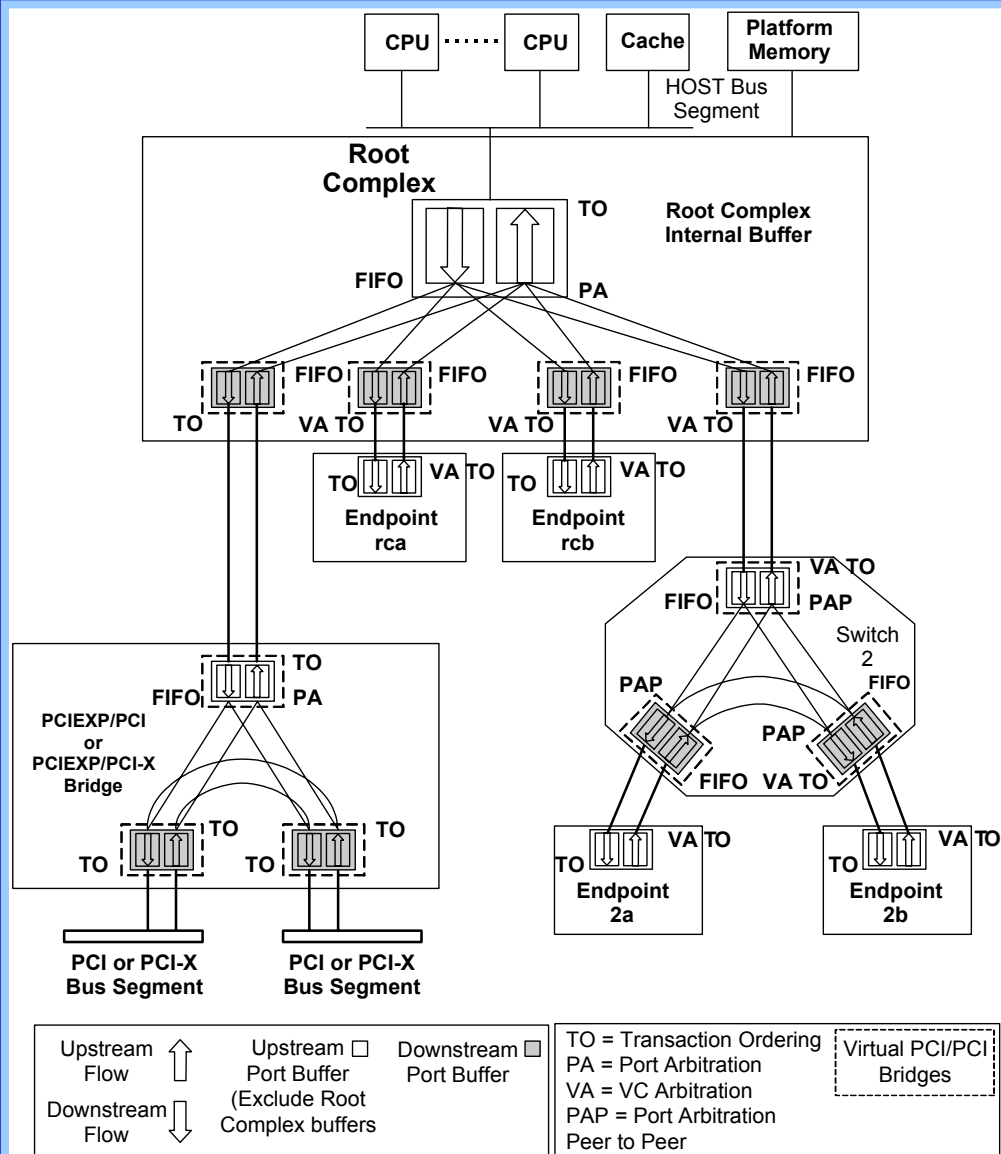 CPU
CPU
Cache
Platform
Memory
HOST Bus
Segment
Root
Complex
TO
Root Complex
Internal Buffer
FIFO
PA
FIFO
FIFO
FIFO
FIFO
TO
VA TO
VA TO
VA TO
TO
VA TO
TO
VA TO
Endpoint
rca
Endpoint
rcb
VA TO
FIFO
PAP
Switch
2
FIFO
PAP
PAP
FIFO
VA TO
TO
FIFO
PA
PCIEXP/PCI
or
PCIEXP/PCI-X
Bridge
TO
TO
TO
TO
TO
VA TO
TO
VA TO
Endpoint
2a
Endpoint
2b
PCI or PCI-X
Bus Segment
PCI or PCI-X
Bus Segment
Upstream
Flow
Downstream
Flow
Upstream
Port Buffer
(Exclude Root
Complex buffers
Downstream
Port Buffer
TO = Transaction Ordering
PA = Port Arbitration
VA = VC Arbitration
PAP = Port Arbitration
Peer to Peer
Virtual PCI/PCI
Bridges